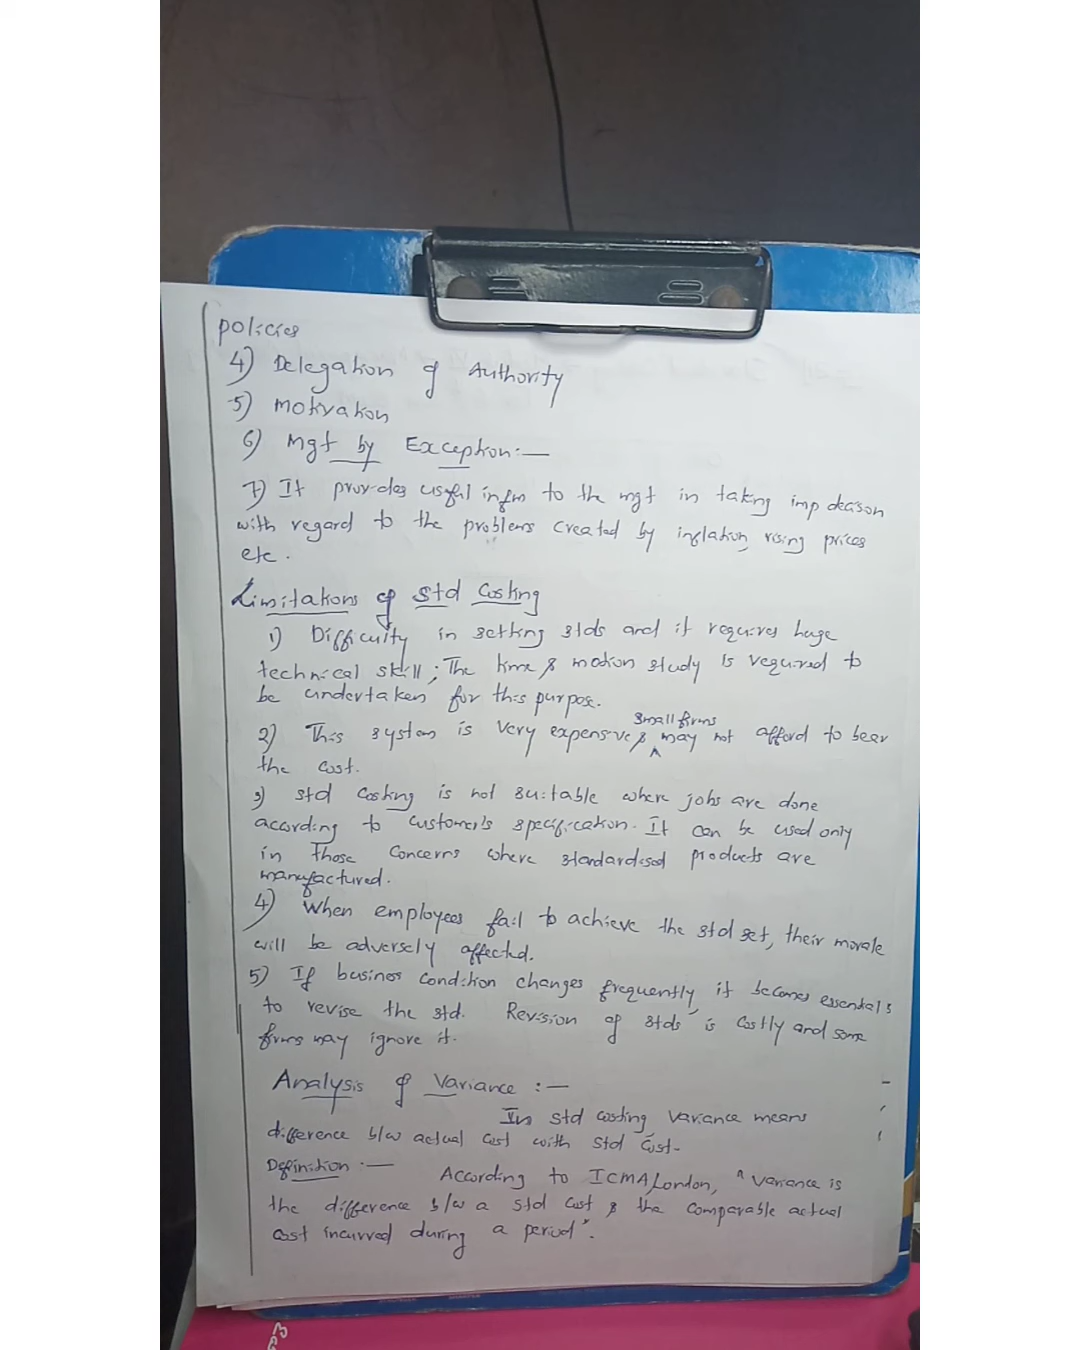 policies
4) Delegation of Authority
5) Motivation
6) Mgt by Exception:—
7) It provides useful infm to the mgt in taking imp decison
with regard to the problems created by inflation, rising prices
etc.
Limitations of Std Costing
1) Difficulty in setting stds and it requires huge
technical skill; The time & motion study is required to
be undertaken for this purpose.
small firms
2) This system is very expensive & may not afford to bear
the cost.
3) Std Costing is not suitable where jobs are done
according to customer's specification. It can be used only
in those concerns where standardised products are
manufactured.
4) When employees fail to achieve the std set, their morale
will be adversely affected.
5) If business condition changes frequently, it becomes essential
to revise the std. Revision of stds is costly and some
firms may ignore it.
Analysis of Variance :—
In std costing Variance means
difference b/w actual cost with std cost-
Definition :— According to ICMA, London, "Variance is
the difference b/w a std cost & the comparable actual
cost incurred during a period".